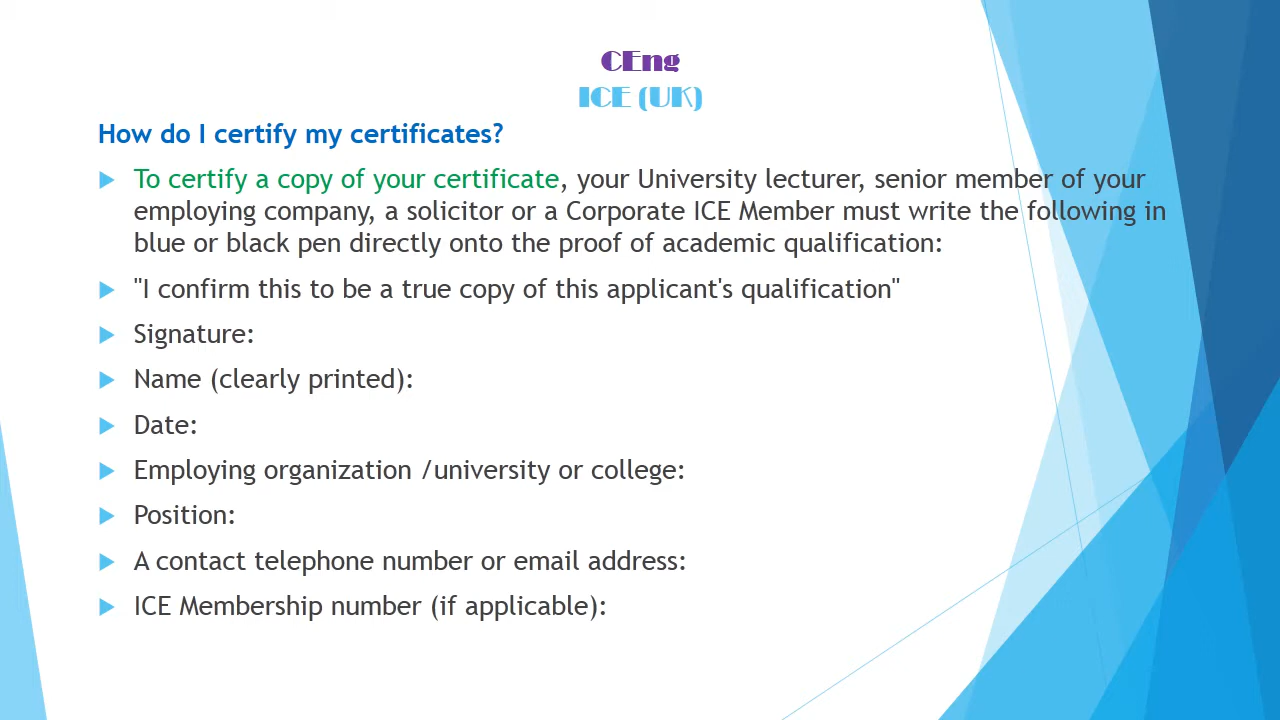 CEng
ICE (UK)
How do I certify my certificates?
To certify a copy of your certificate, your University lecturer, senior member of your
employing company, a solicitor or a Corporate ICE Member must write the following in
blue or black pen directly onto the proof of academic qualification:
"I confirm this to be a true copy of this applicant's qualification"
Signature:
Name (clearly printed):
Date:
Employing organization /university or college:
Position:
A contact telephone number or email address:
ICE Membership number (if applicable):